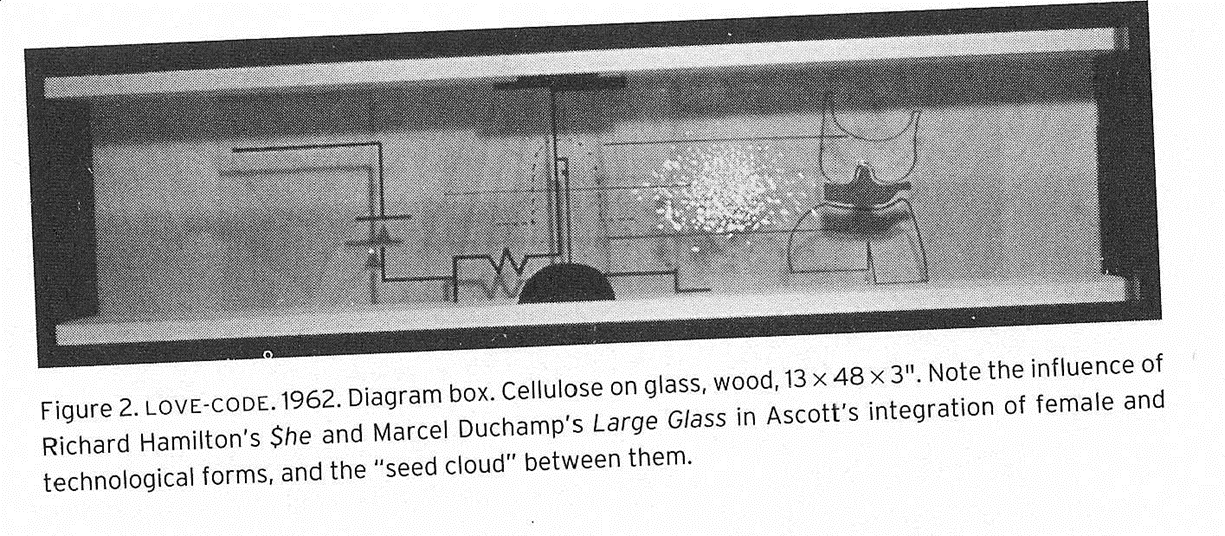 Figure 2. LOVE-CODE. 1962. Diagram box. Cellulose on glass, wood, 13 × 48 × 3". Note the influence of
Richard Hamilton's $he and Marcel Duchamp's Large Glass in Ascott's integration of female and
technological forms, and the “seed cloud” between them.